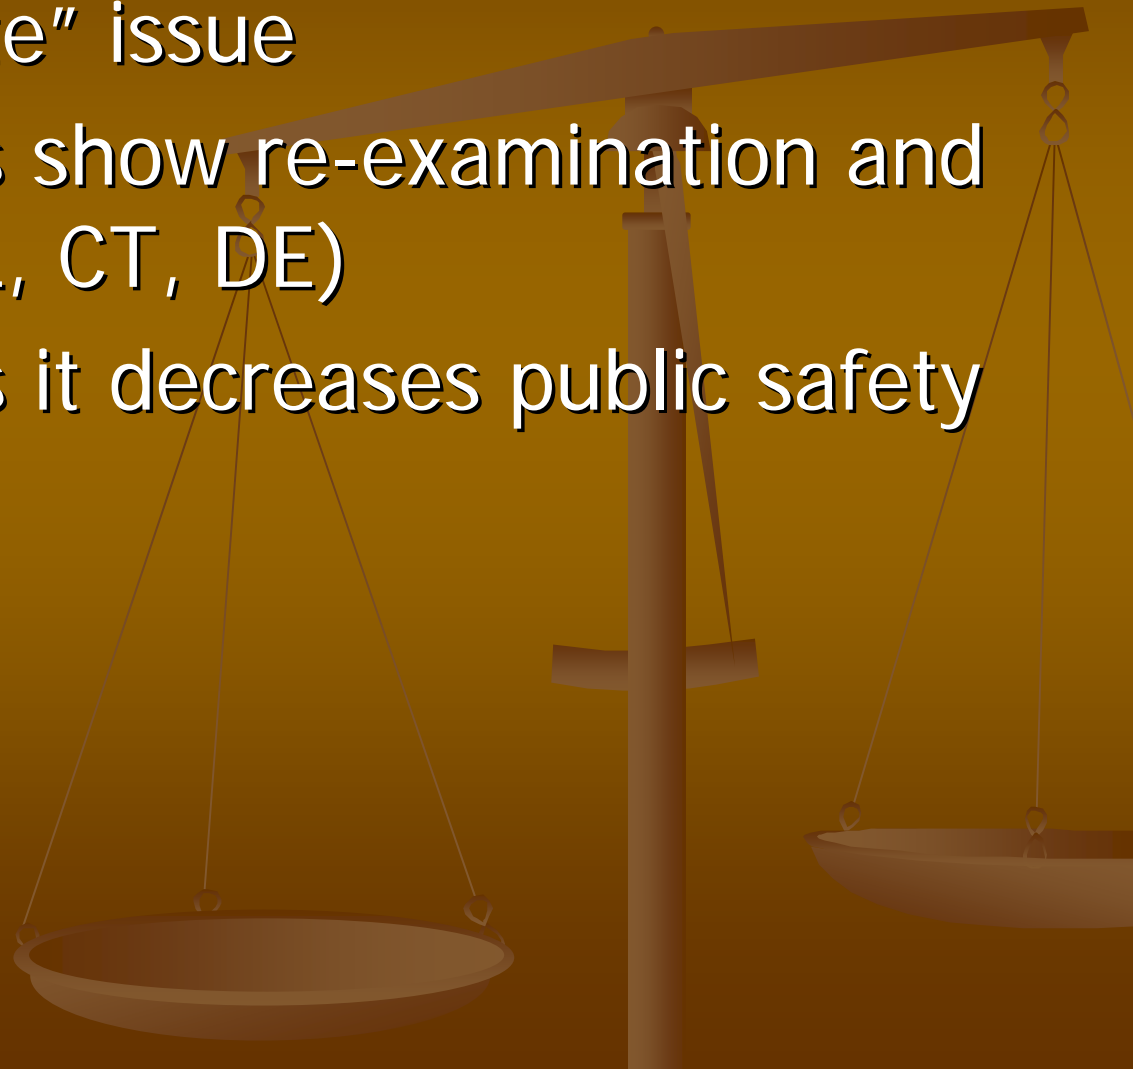 e” issue
s show re-examination and
, CT, DE)
s it decreases public safety